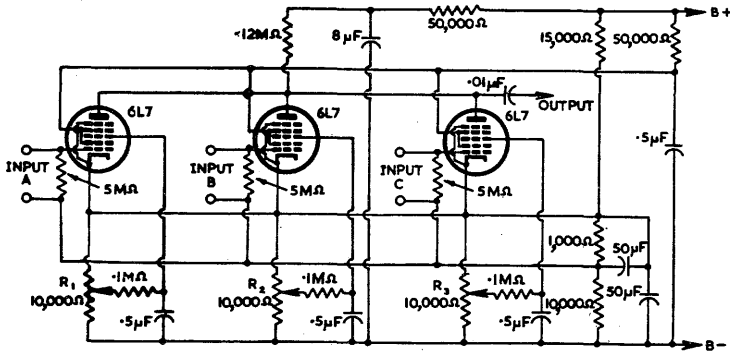 ·12MΩ
8μF
50,000Ω
15,000Ω
50,000Ω
B+
6L7
6L7
·01μF
OUTPUT
6L7
·5μF
INPUT
A
5MΩ
INPUT
B
5MΩ
INPUT
C
5MΩ
1,000Ω
50μF
R1
10,000Ω
·1MΩ
·5μF
R2
10,000Ω
·1MΩ
·5μF
R3
10,000Ω
·1MΩ
·5μF
10,000Ω
50μF
B−